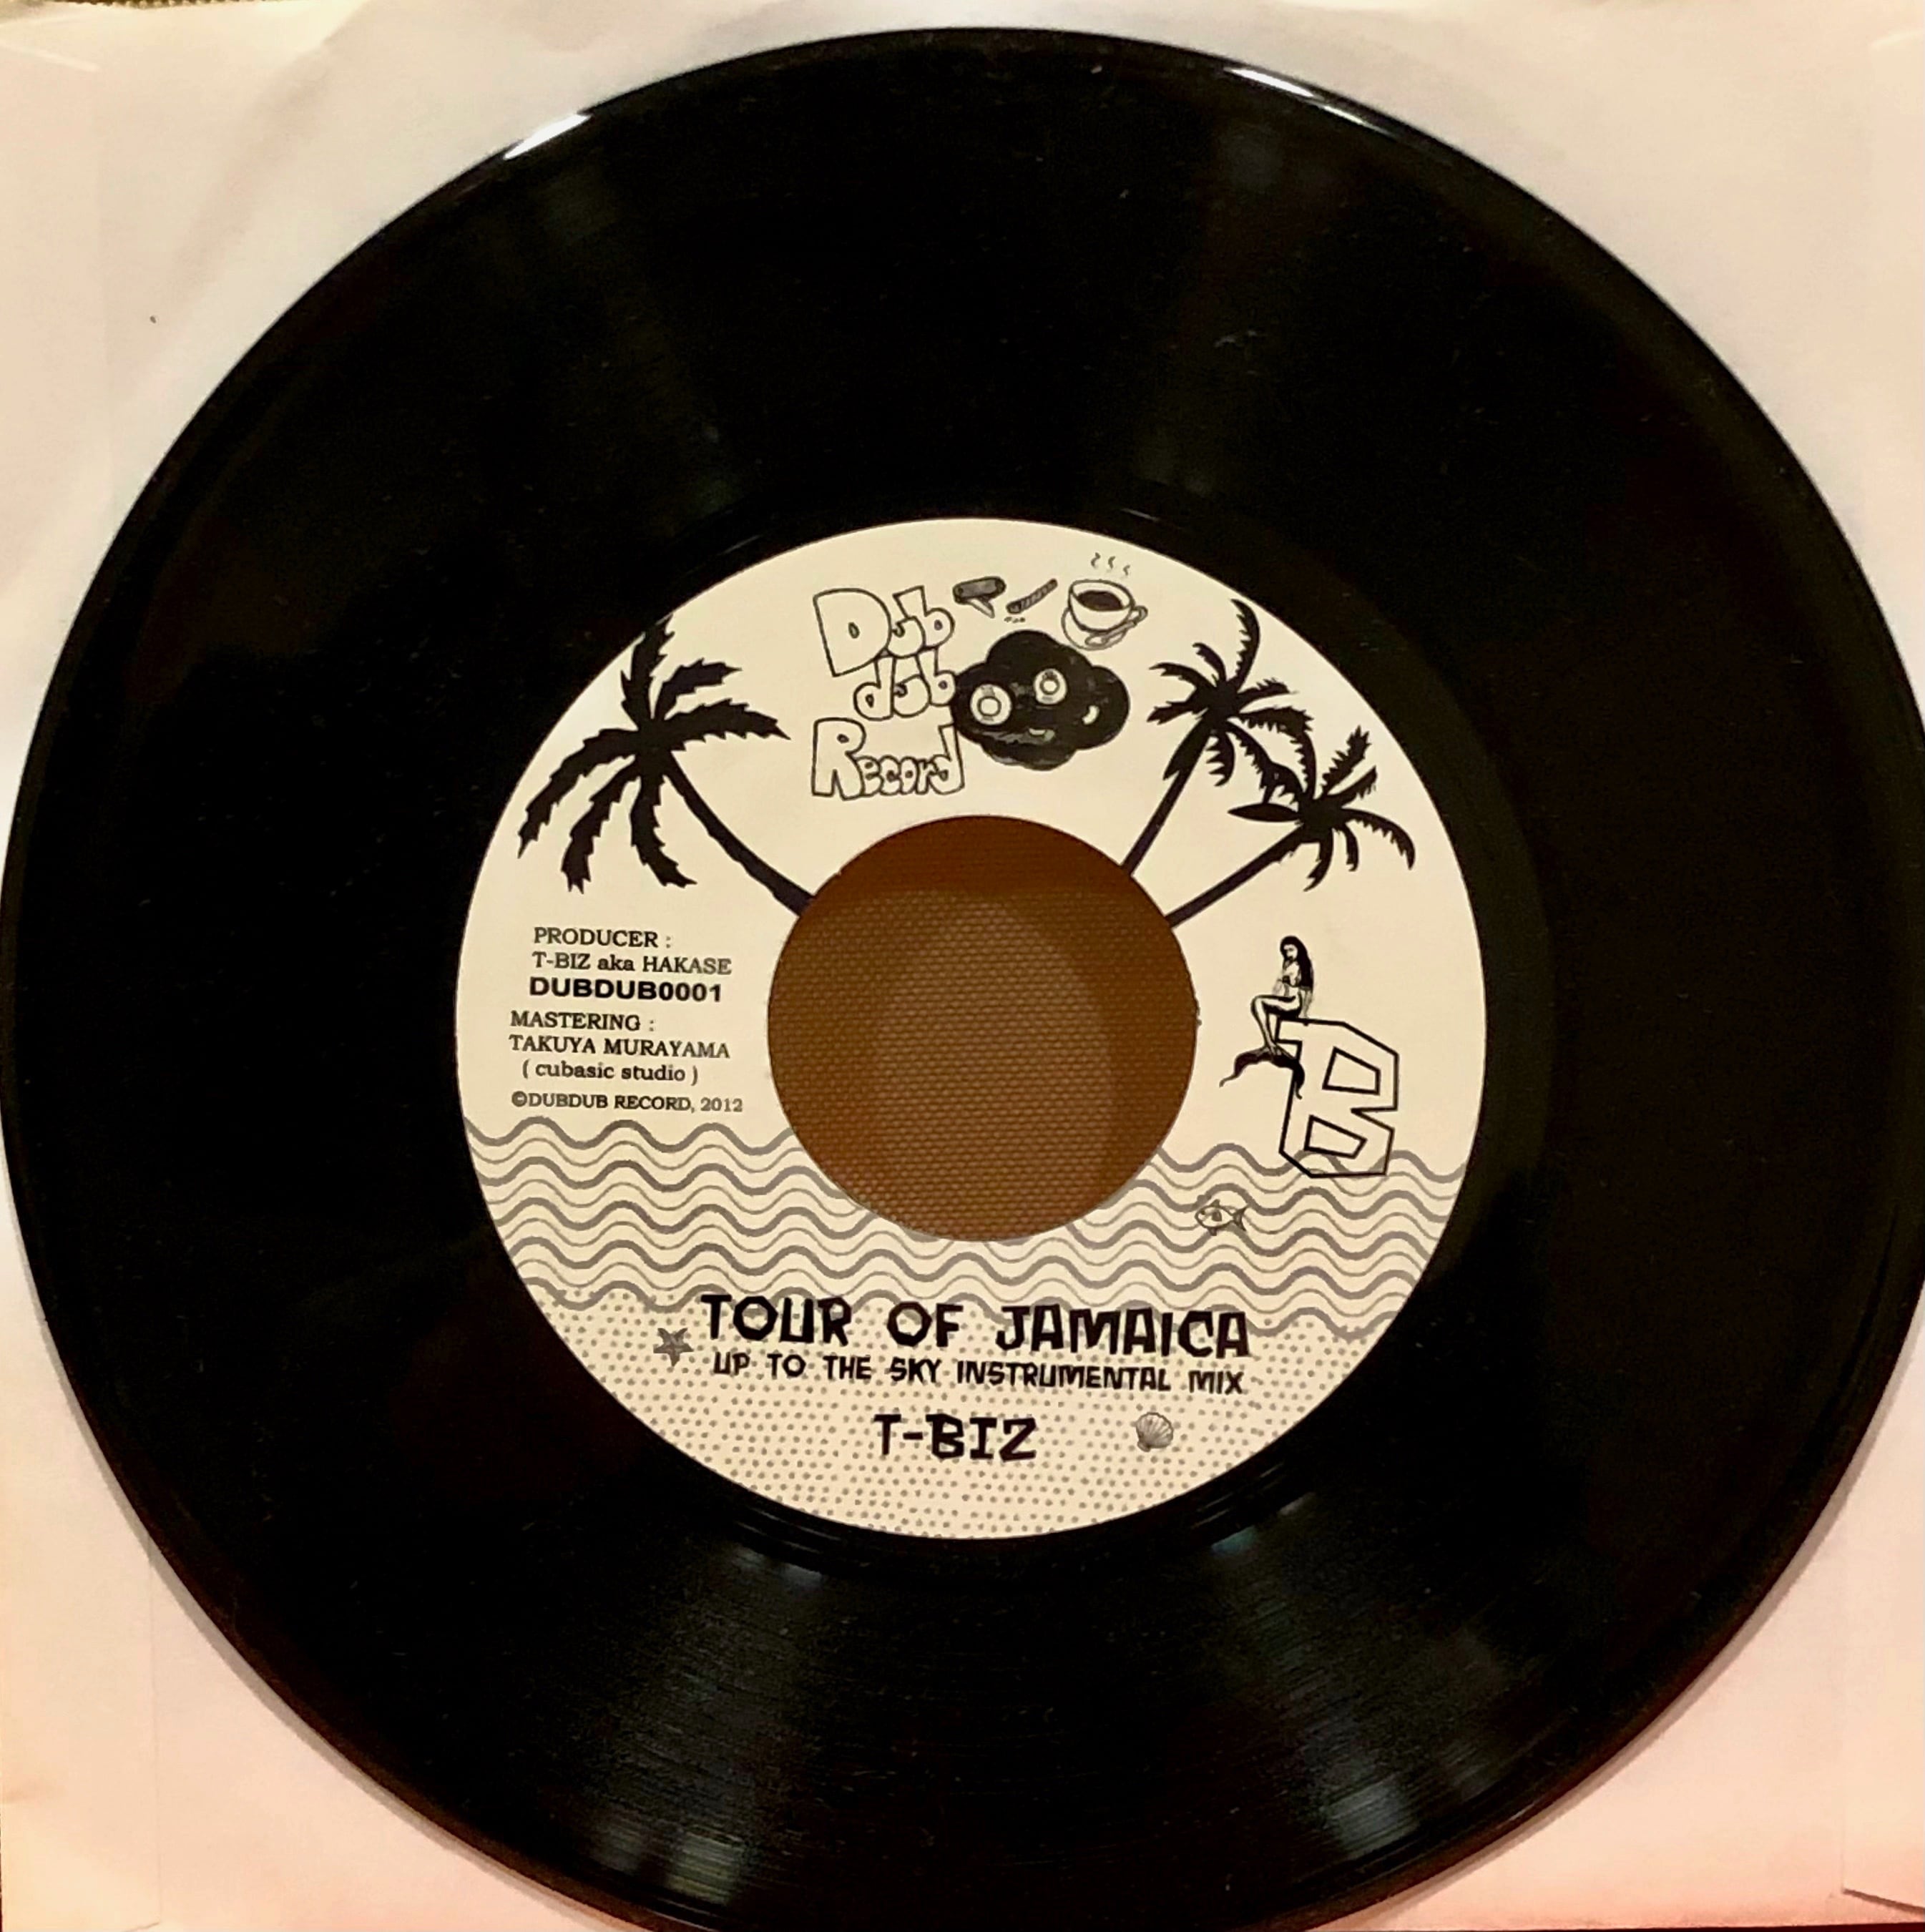 Dub
dub
Record
PRODUCER :
T-BIZ aka HAKASE
DUBDUB0001
MASTERING :
TAKUYA MURAYAMA
( cubasic studio )
©DUBDUB RECORD, 2012
B
TOUR OF JAMAICA
UP TO THE SKY INSTRUMENTAL MIX
T-BIZ